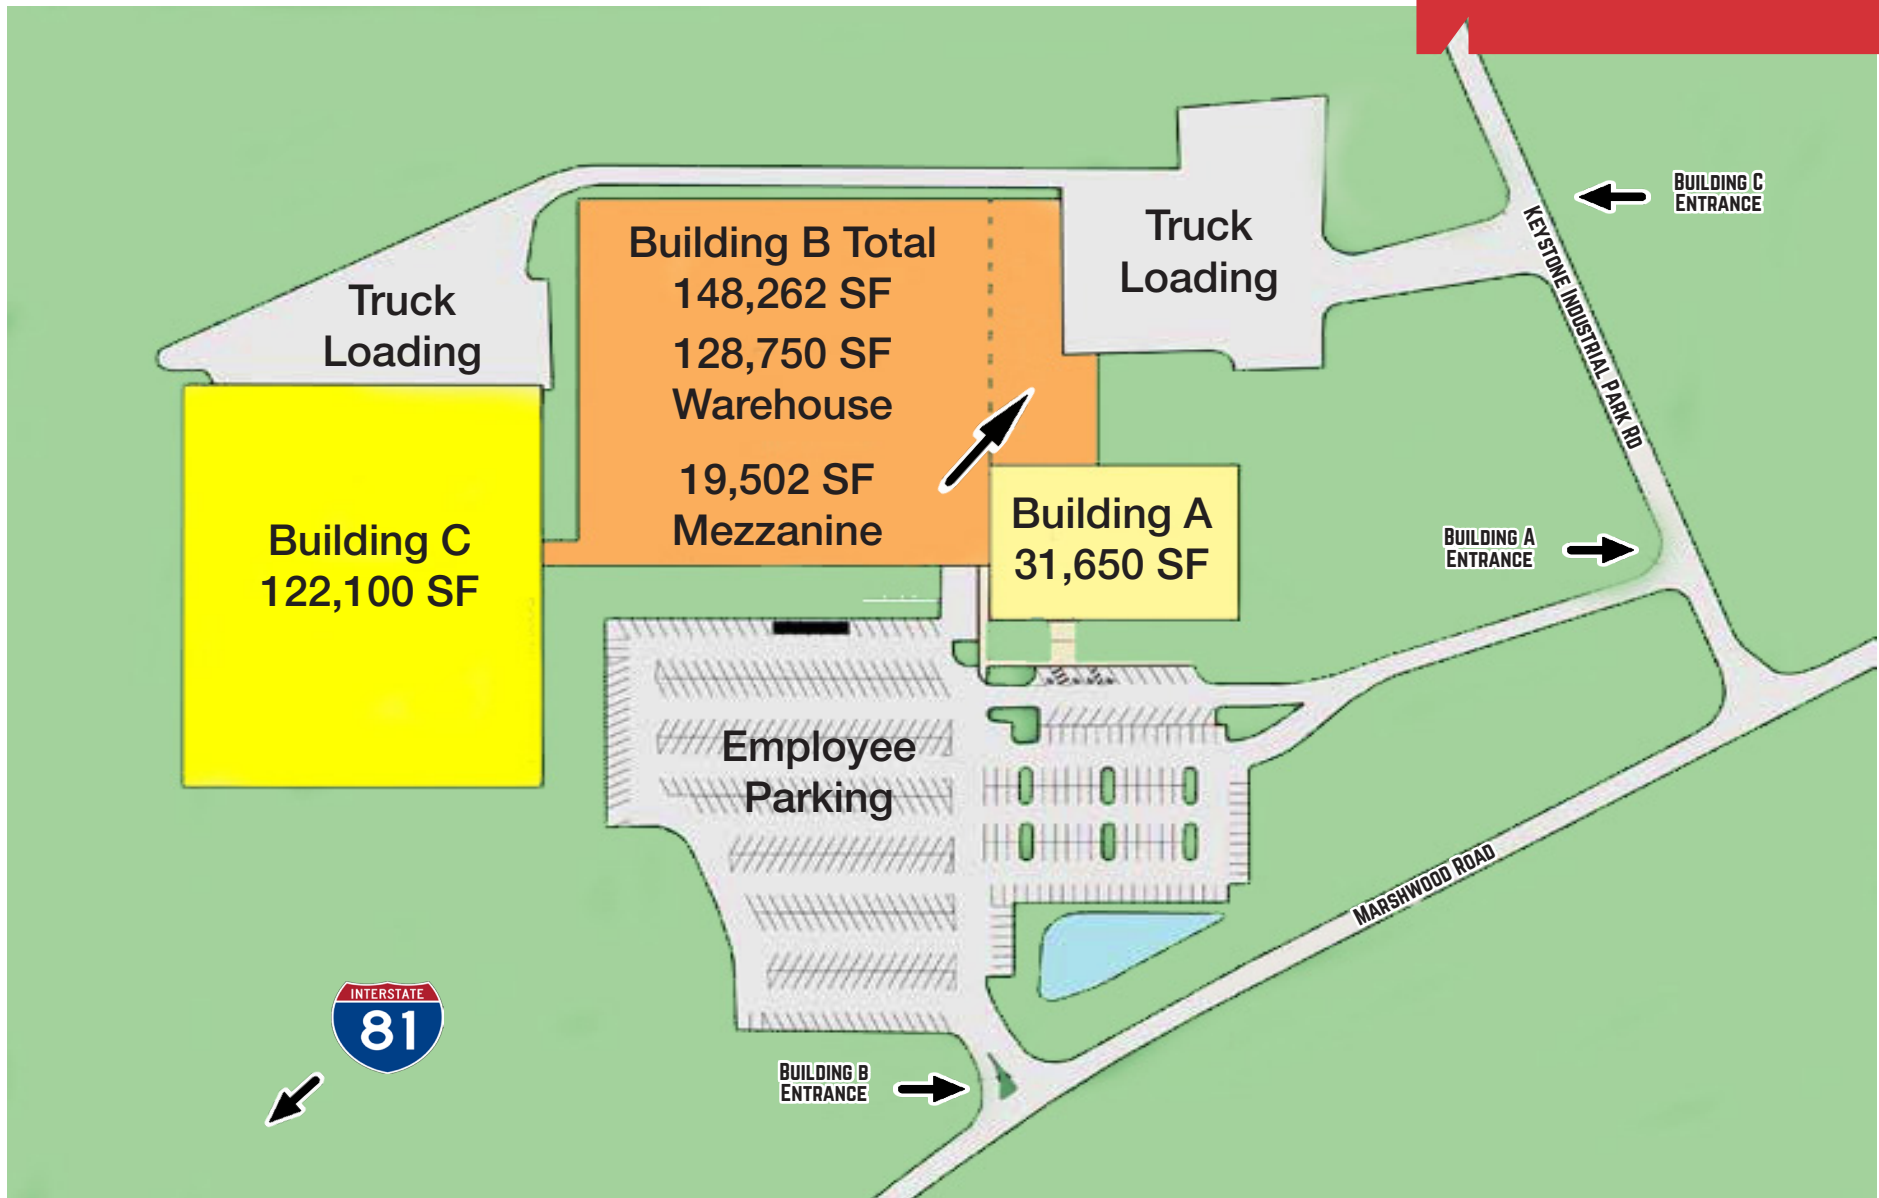 Building C
Entrance
Keystone Industrial Park Rd
Truck
Loading
Building B Total
148,262 SF
128,750 SF
Warehouse
19,502 SF
Mezzanine
Truck
Loading
Building C
122,100 SF
Building A
31,650 SF
Building A
Entrance
Employee
Parking
Marshwood Road
INTERSTATE
81
Building B
Entrance